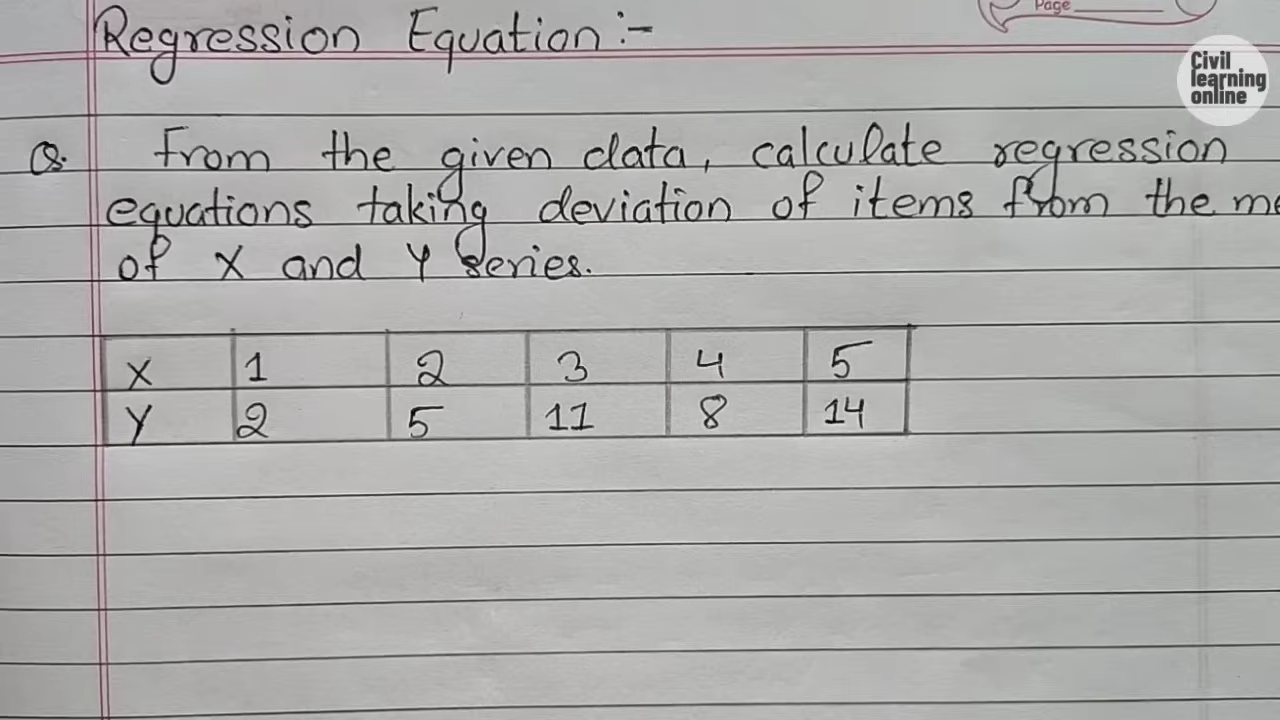 Page
Regression Equation :-
Civil
learning
online
Q. From the given data, calculate regression
equations taking deviation of items from the
of X and Y series.
X 1 2 3 4 5
Y 2 5 11 8 14